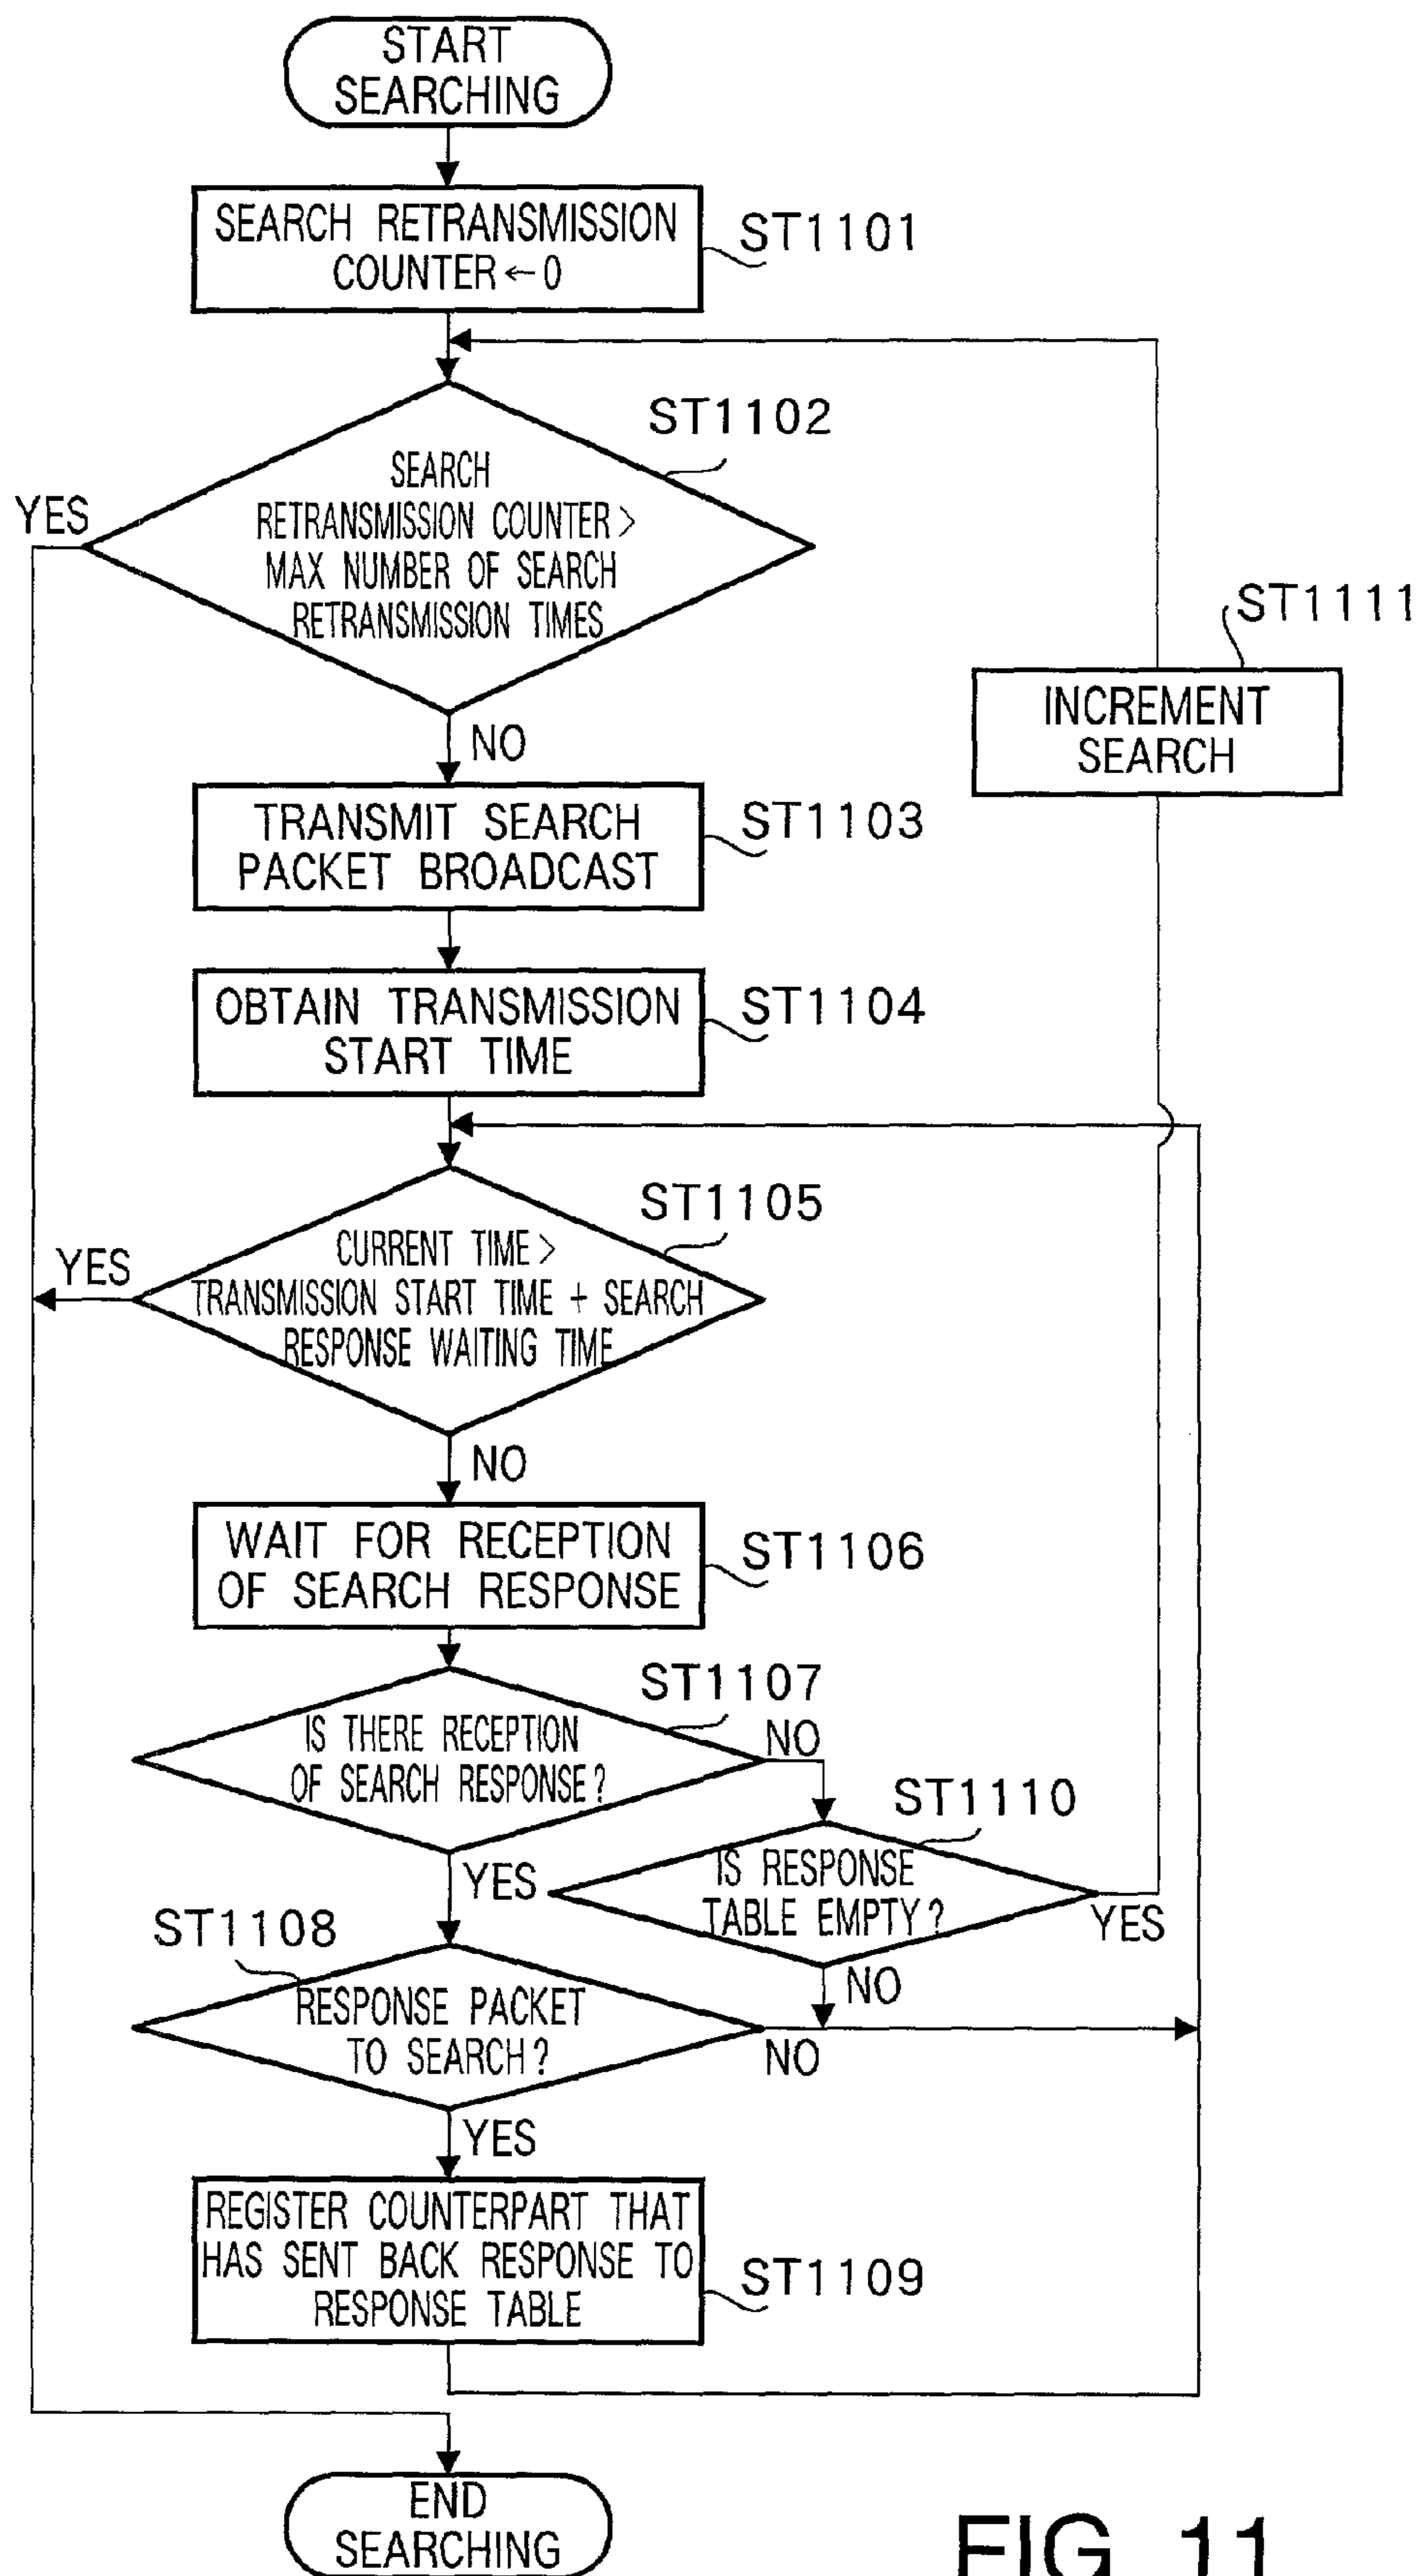 START
SEARCHING
SEARCH RETRANSMISSION
COUNTER ← 0
ST1101
ST1102
SEARCH
RETRANSMISSION COUNTER >
MAX NUMBER OF SEARCH
RETRANSMISSION TIMES
YES
NO
ST1111
INCREMENT
SEARCH
TRANSMIT SEARCH
PACKET BROADCAST
ST1103
OBTAIN TRANSMISSION
START TIME
ST1104
ST1105
CURRENT TIME >
TRANSMISSION START TIME + SEARCH
RESPONSE WAITING TIME
YES
NO
WAIT FOR RECEPTION
OF SEARCH RESPONSE
ST1106
ST1107
IS THERE RECEPTION
OF SEARCH RESPONSE?
NO
YES
ST1110
IS RESPONSE
TABLE EMPTY?
YES
NO
ST1108
RESPONSE PACKET
TO SEARCH?
NO
YES
REGISTER COUNTERPART THAT
HAS SENT BACK RESPONSE TO
RESPONSE TABLE
ST1109
END
SEARCHING
FIG. 11